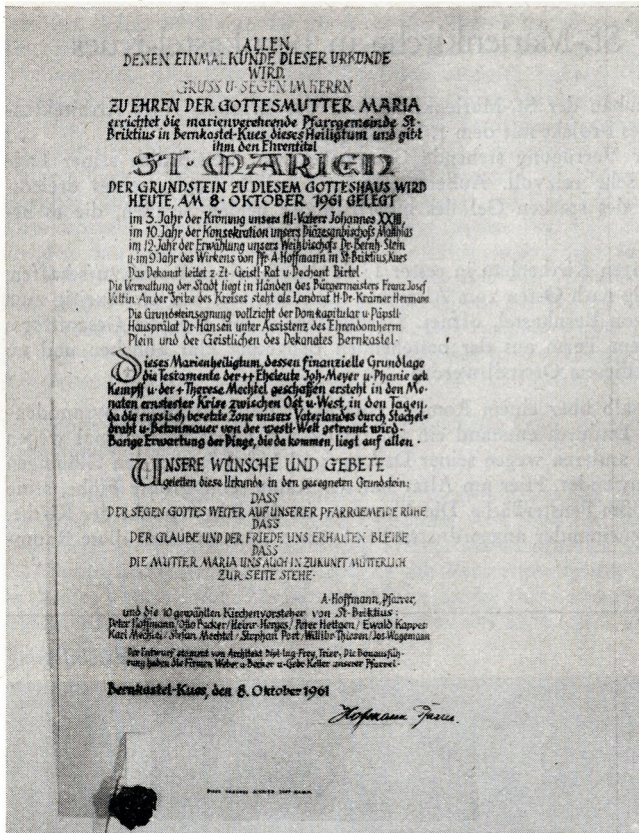 ALLEN,
DENEN EINMAL KUNDE DIESER URKUNDE
WIRD,
GRUSS U· SEGEN IM HERRN
ZU EHREN DER GOTTESMUTTER MARIA
errichtet die marienverehrende Pfarrgemeinde St·
Briktius in Bernkastel-Kues dieses Heiligtum und gibt
ihm den Ehrentitel
ST·MARIEN
DER GRUNDSTEIN ZU DIESEM GOTTESHAUS WIRD
HEUTE, AM 8· OKTOBER 1961 GELEGT
im 3. Jahr der Krönung unsers Hl·Vaters Johannes XXIII,
im 10. Jahr der Konsekration unsers Diözesanbischofs Matthias
im 12. Jahr der Ernennung unsers Weihbischofs Dr· Bernh· Stein
u· im 9. Jahr des Wirkens von Pfr· A· Hoffmann in St·Briktius, Kues
Das Dekanat leitet z· Zt· Geistl· Rat u· Dechant Birtel·
Die Verwaltung der Stadt liegt in Händen des Bürgermeisters Franz Josef
Veltin· An der Spitze des Kreises steht als Landrat H· Dr· Krämer Hermann
Die Grundsteinsegnung vollzieht der Domkapitular u· Päpstl·
Hausprälat Dr· Hansen unter Assistenz des Ehrendomherrn
Plein und der Geistlichen des Dekanates Bernkastel·
Dieses Marienheiligtum, dessen finanzielle Grundlage
die Testamente der ++ Eheleute Joh· Meyer u· Phanie geb·
Kempff u· der + Therese Mechtel geschaffen ersteht in den Mo-
naten ernstester Krise zwischen Ost u· West, in den Tagen,
da die russisch besetzte Zone unsers Vaterlandes durch Stachel-
draht u· Betonmauer von der westl· Welt getrennt wird·
Barige Erwartung der Dinge, die da kommen, liegt auf allen·
UNSERE WÜNSCHE UND GEBETE
geleiten diese Urkunde in den gesegneten Grundstein;
DASS
DER SEGEN GOTTES WEITER AUF UNSERER PFARRGEMEIDE RUHE
DASS
DER GLAUBE UND DER FRIEDE UNS ERHALTEN BLEIBE
DASS
DIE MUTTER MARIA UNS AUCH IN ZUKUNFT MÜTTERLICH
ZUR SEITE STEHE·
A· Hoffmann, Pfarrer,
und die 10 gewählten Kirchenvorsteher von St·Briktius:
Peter Hoffmann / Otto Packer / Heinr· Herges / Peter Hettgen / Ewald Kappes
Karl / Stefan Mechtel / Stephan Port / Willibr· Thiesen / Jos· Wagemann
Der Entwurf stammt von Architekt Dipl·Ing· Frey, Trier· Die Bauausfüh-
rung haben die Firmen Weber u· Becker u· Gebr· Ketter unserer Pfarrei·
Bernkastel-Kues, den 8. Oktober 1961
Hoffmann Pfarrer.